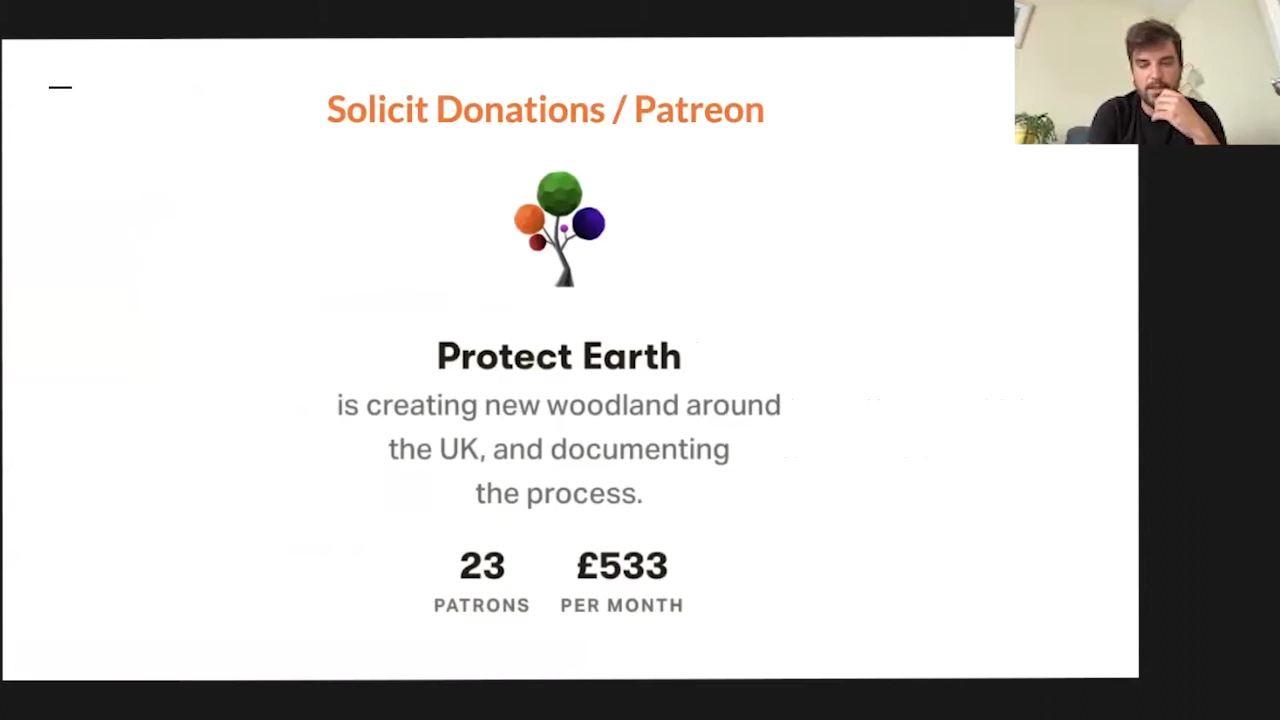 Solicit Donations / Patreon
Protect Earth
is creating new woodland around
the UK, and documenting
the process.
23 £533
PATRONS PER MONTH